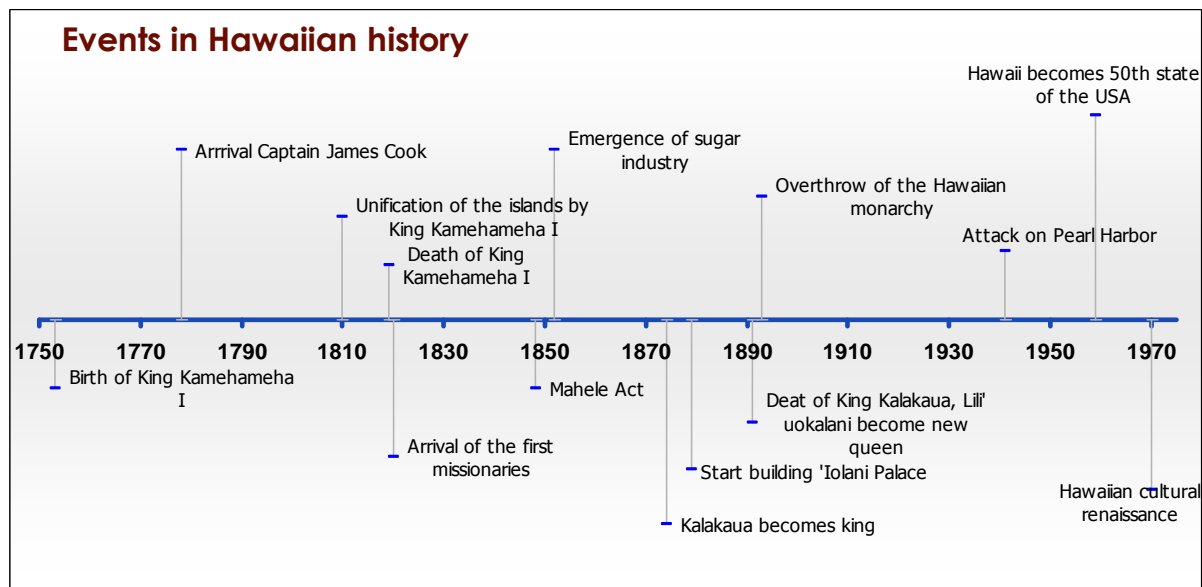 Events in Hawaiian history
Hawaii becomes 50th state
of the USA
Arrrival Captain James Cook
Emergence of sugar
industry
Unification of the islands by
King Kamehameha I
Overthrow of the Hawaiian
monarchy
Death of King
Kamehameha I
Attack on Pearl Harbor
1750 1770 1790 1810 1830 1850 1870 1890 1910 1930 1950 1970
Birth of King Kamehameha
I
Mahele Act
Deat of King Kalakaua, Lili'
uokalani become new
queen
Arrival of the first
missionaries
Start building 'Iolani Palace
Hawaiian cultural
renaissance
Kalakaua becomes king